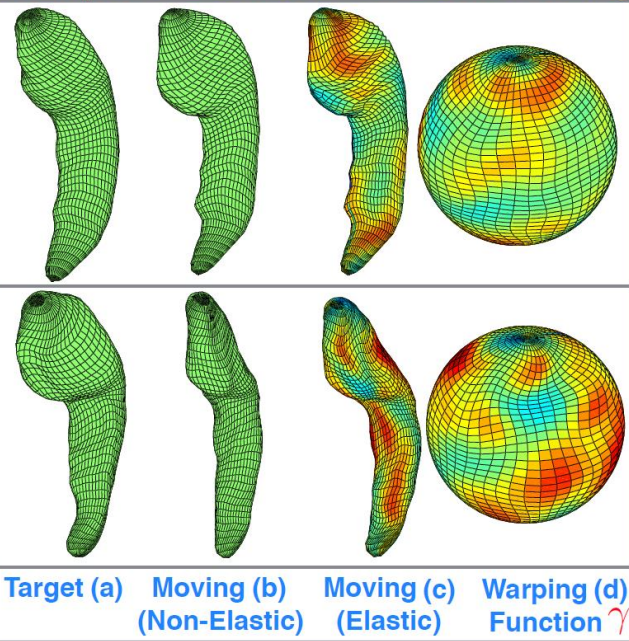 Target (a) Moving (b) Moving (c) Warping (d)
(Non-Elastic) (Elastic) Function γ